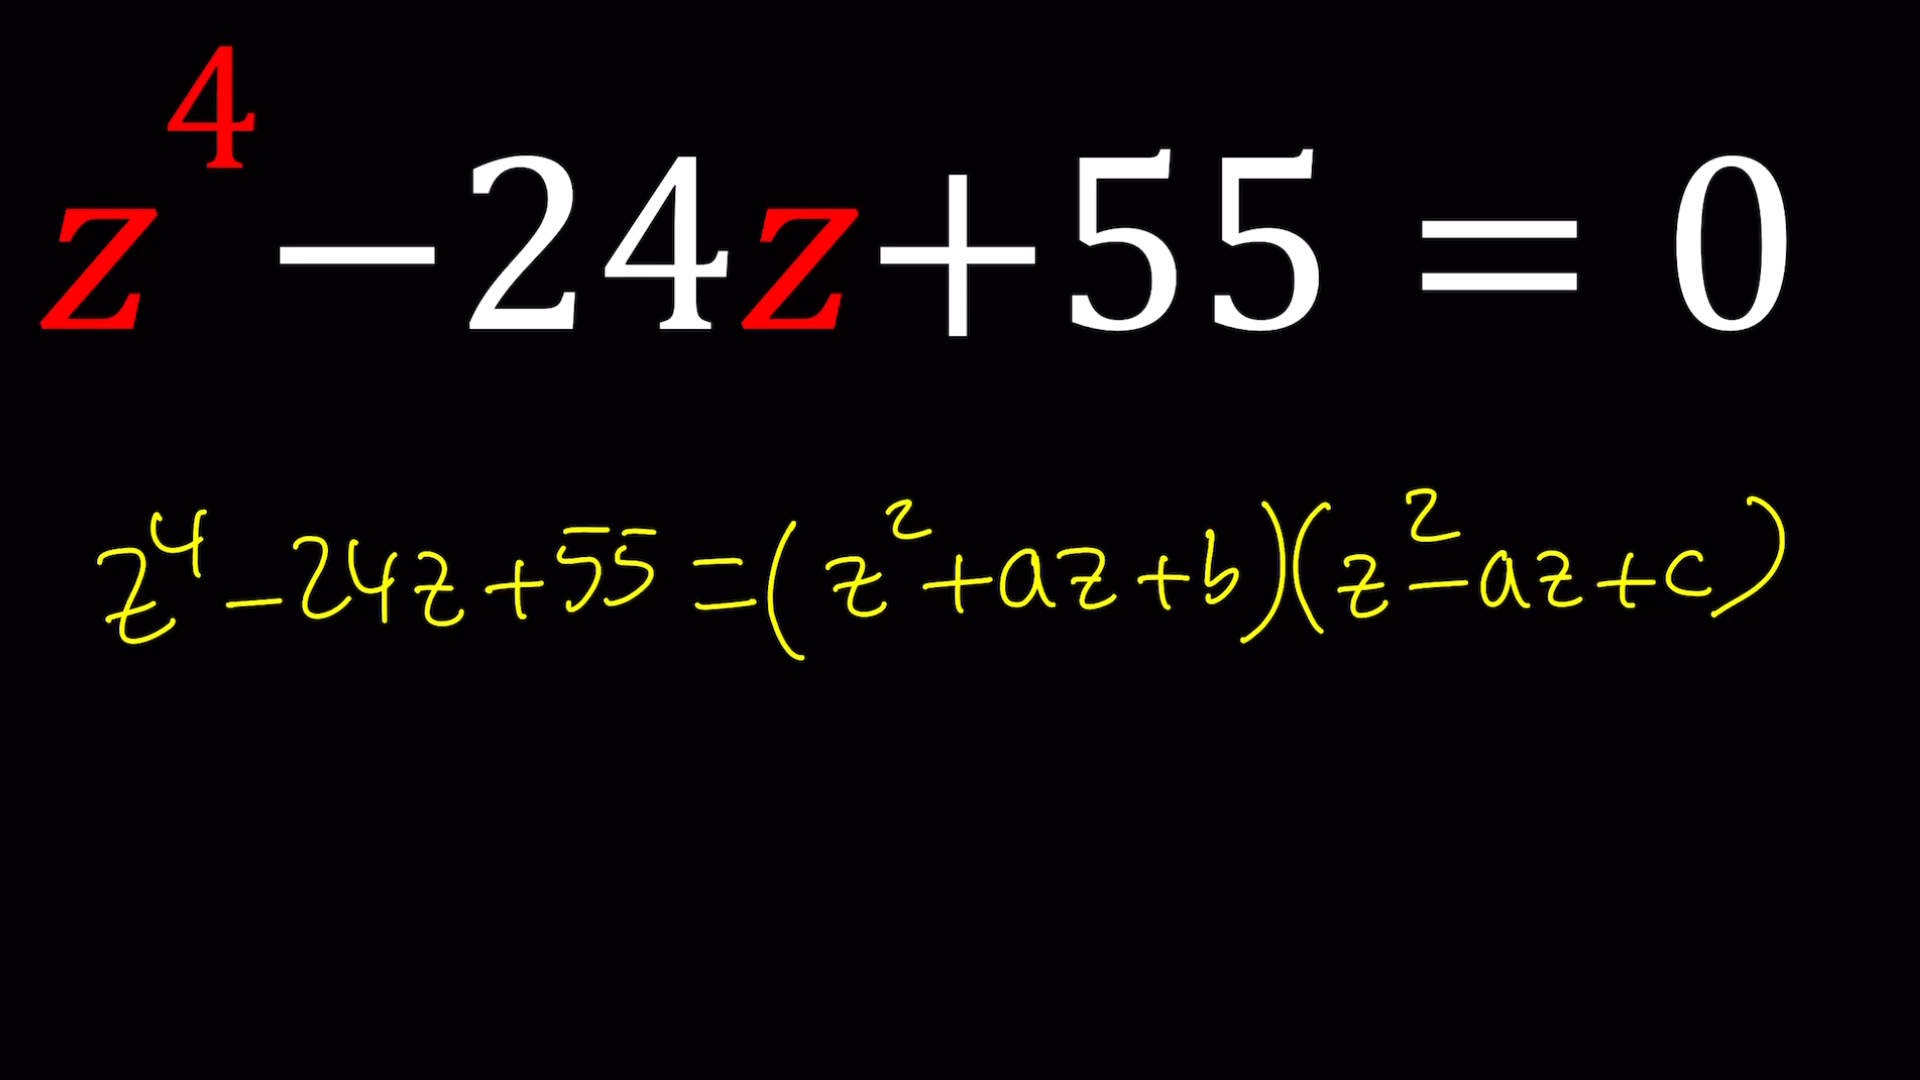 z⁴ − 24z + 55 = 0
z⁴ − 24z + 55 = (z² + az + b)(z² − az + c)